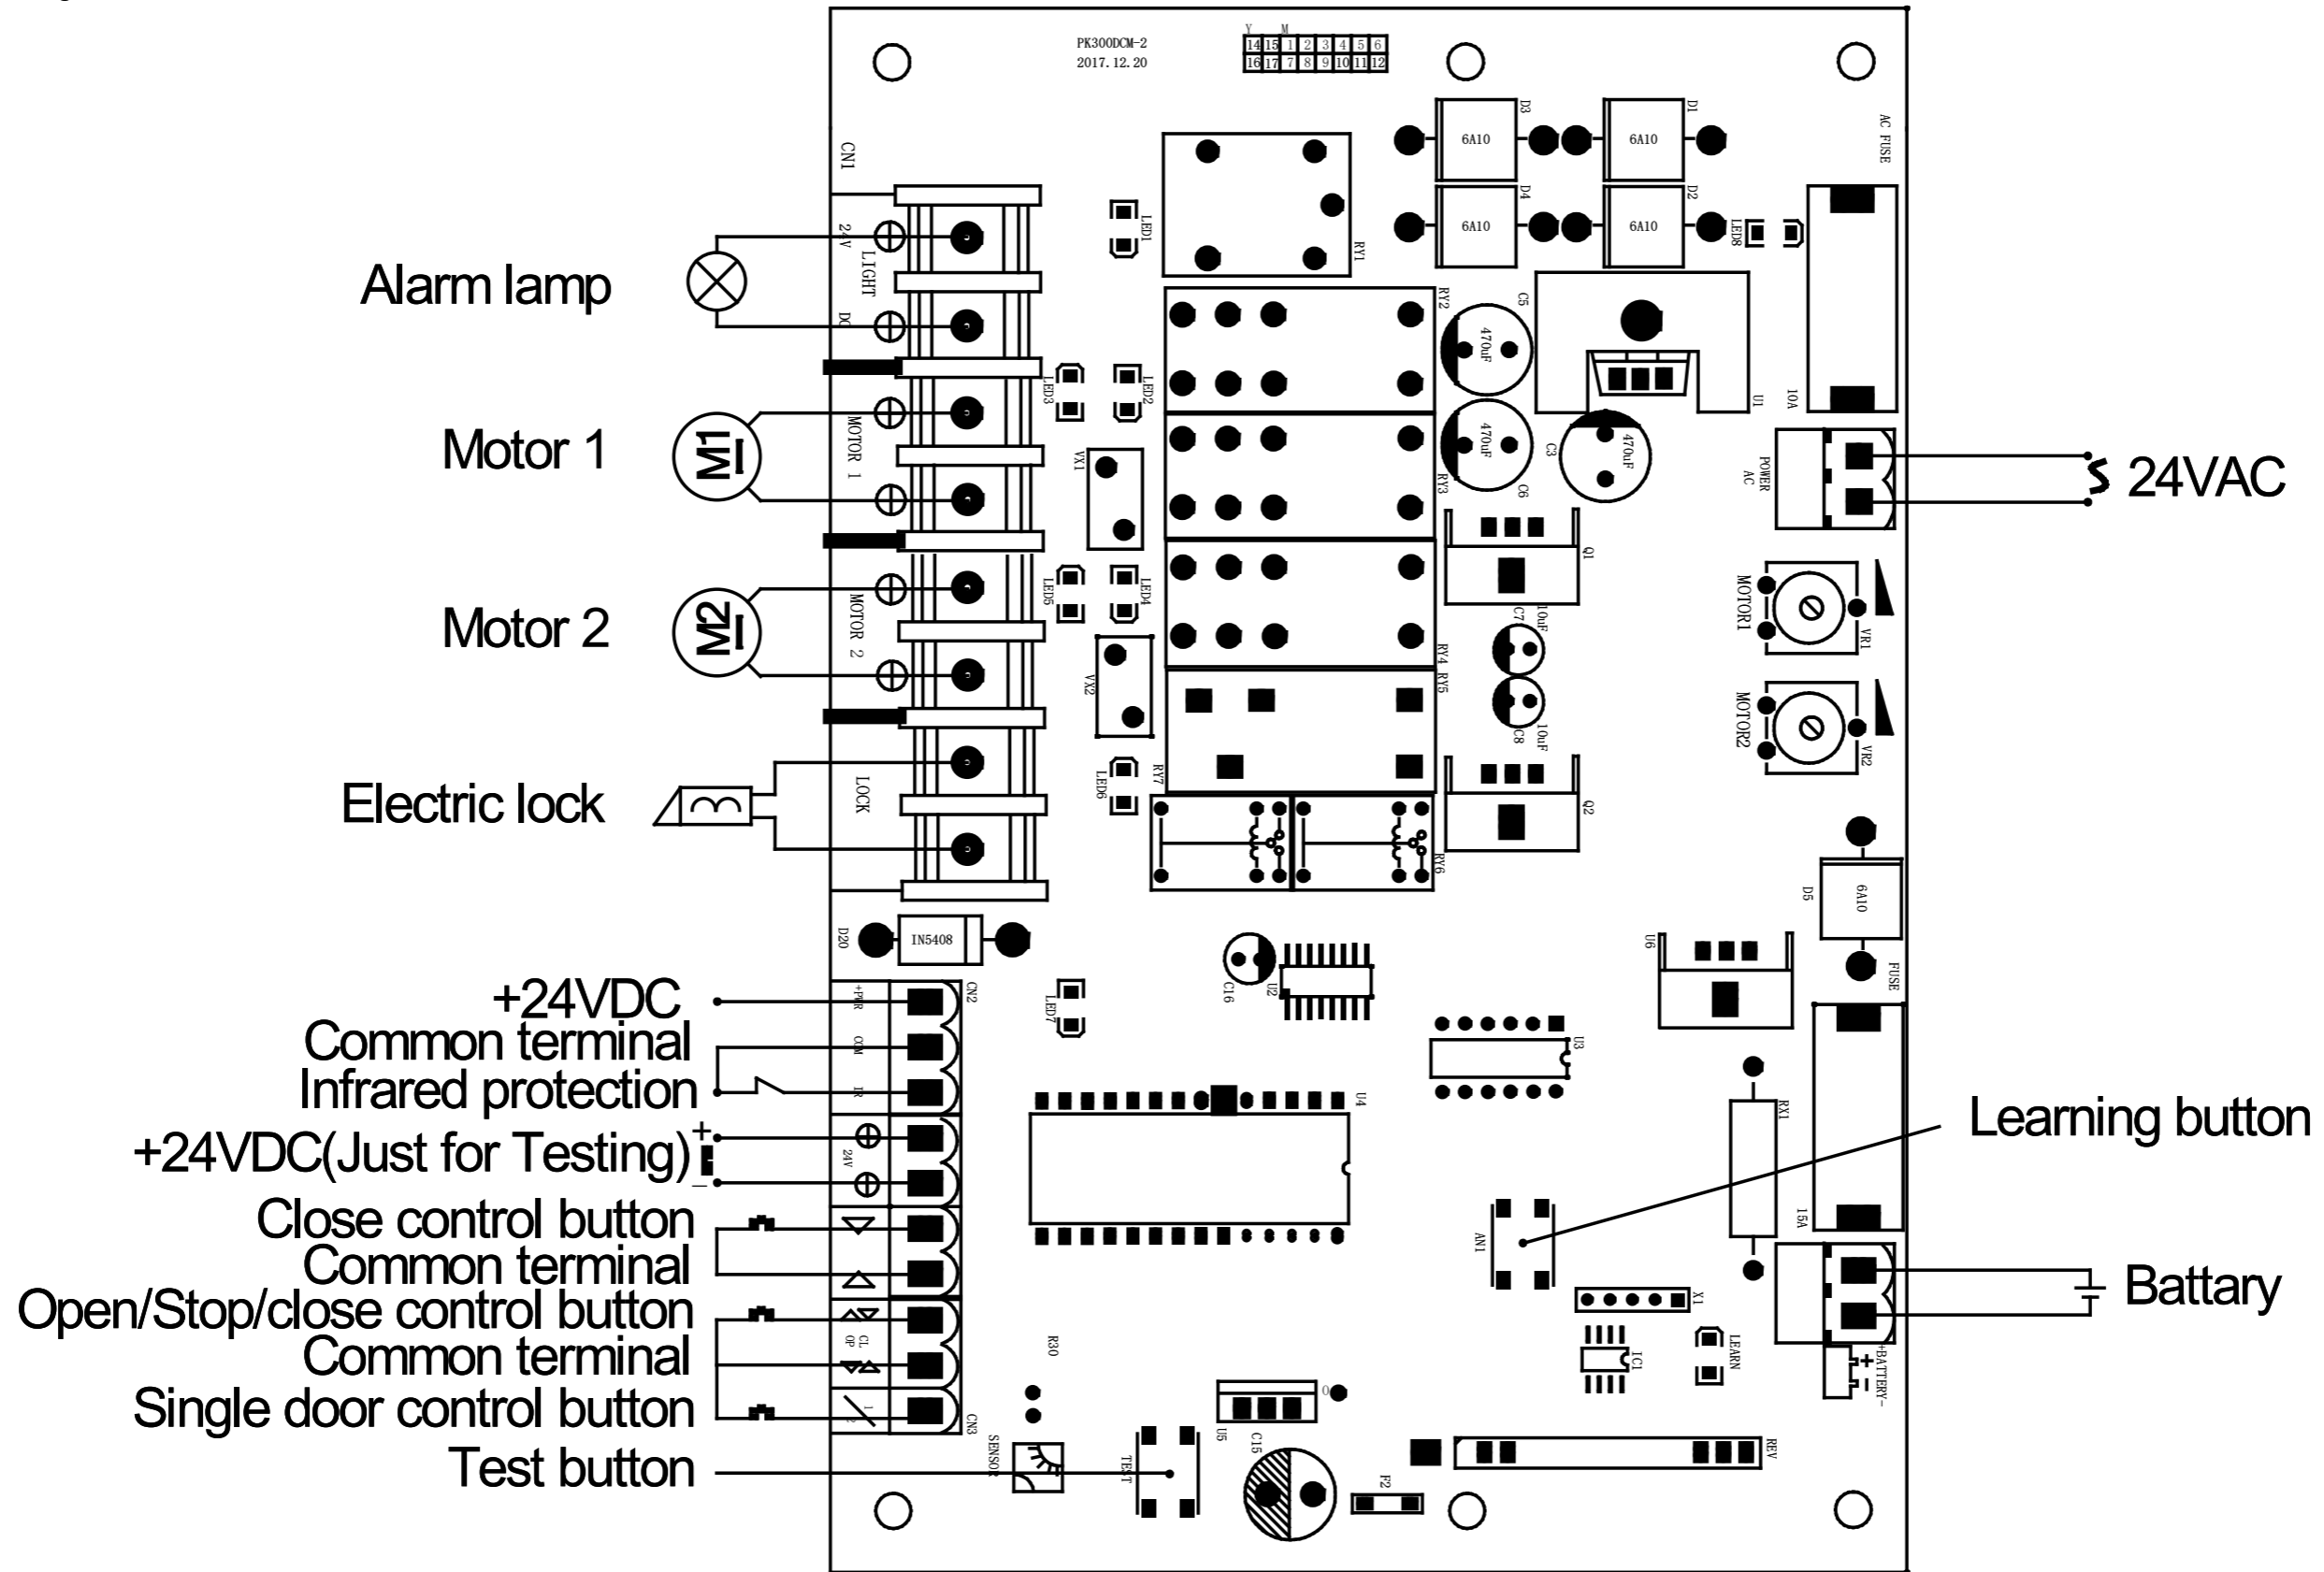 PK300DCM-2
2017.12.20
Y M
14 15 1 2 3 4 5 6
16 17 7 8 9 10 11 12
CN1
24V
LIGHT
DC
Alarm lamp
MOTOR 1
Motor 1
M1
MOTOR 2
Motor 2
M2
LOCK
Electric lock
D20
IN5408
+24VDC
+PWR
CN2
Common terminal
COM
Infrared protection
IR
+24VDC(Just for Testing)
+
−
24V
Close control button
Common terminal
Open/Stop/close control button
CL
OP
Common terminal
Single door control button
1
2
CN3
Test button
LED1
LED2
LED3
LED4
LED5
LED6
LED7
VX1
VX2
RY1
RY2
RY3
RY4
RY5
RY7
RY6
D3
6A10
D1
6A10
D4
6A10
D2
6A10
LED8
AC FUSE
10A
C5
470uF
C6
470uF
C3
470uF
U1
POWER
AC
24VAC
Q1
C7
10uF
C8
10uF
Q2
MOTOR1
VR1
MOTOR2
VR2
D5
6A10
U6
FUSE
15A
C16
U2
U3
U4
RX1
Learning button
AN1
X1
IC1
LEARN
Battary
+
−
+BATTERY-
R30
SENSOR
TEST
U5
O
C15
F2
REV